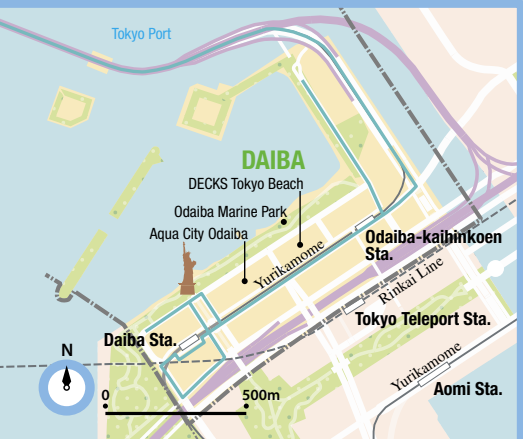 Tokyo Port
DAIBA
DECKS Tokyo Beach
Odaiba Marine Park
Aqua City Odaiba
Yurikamome
Odaiba-kaihinkoen
Sta.
Rinkai Line
Tokyo Teleport Sta.
Daiba Sta.
Yurikamome
Aomi Sta.
N
0
500m